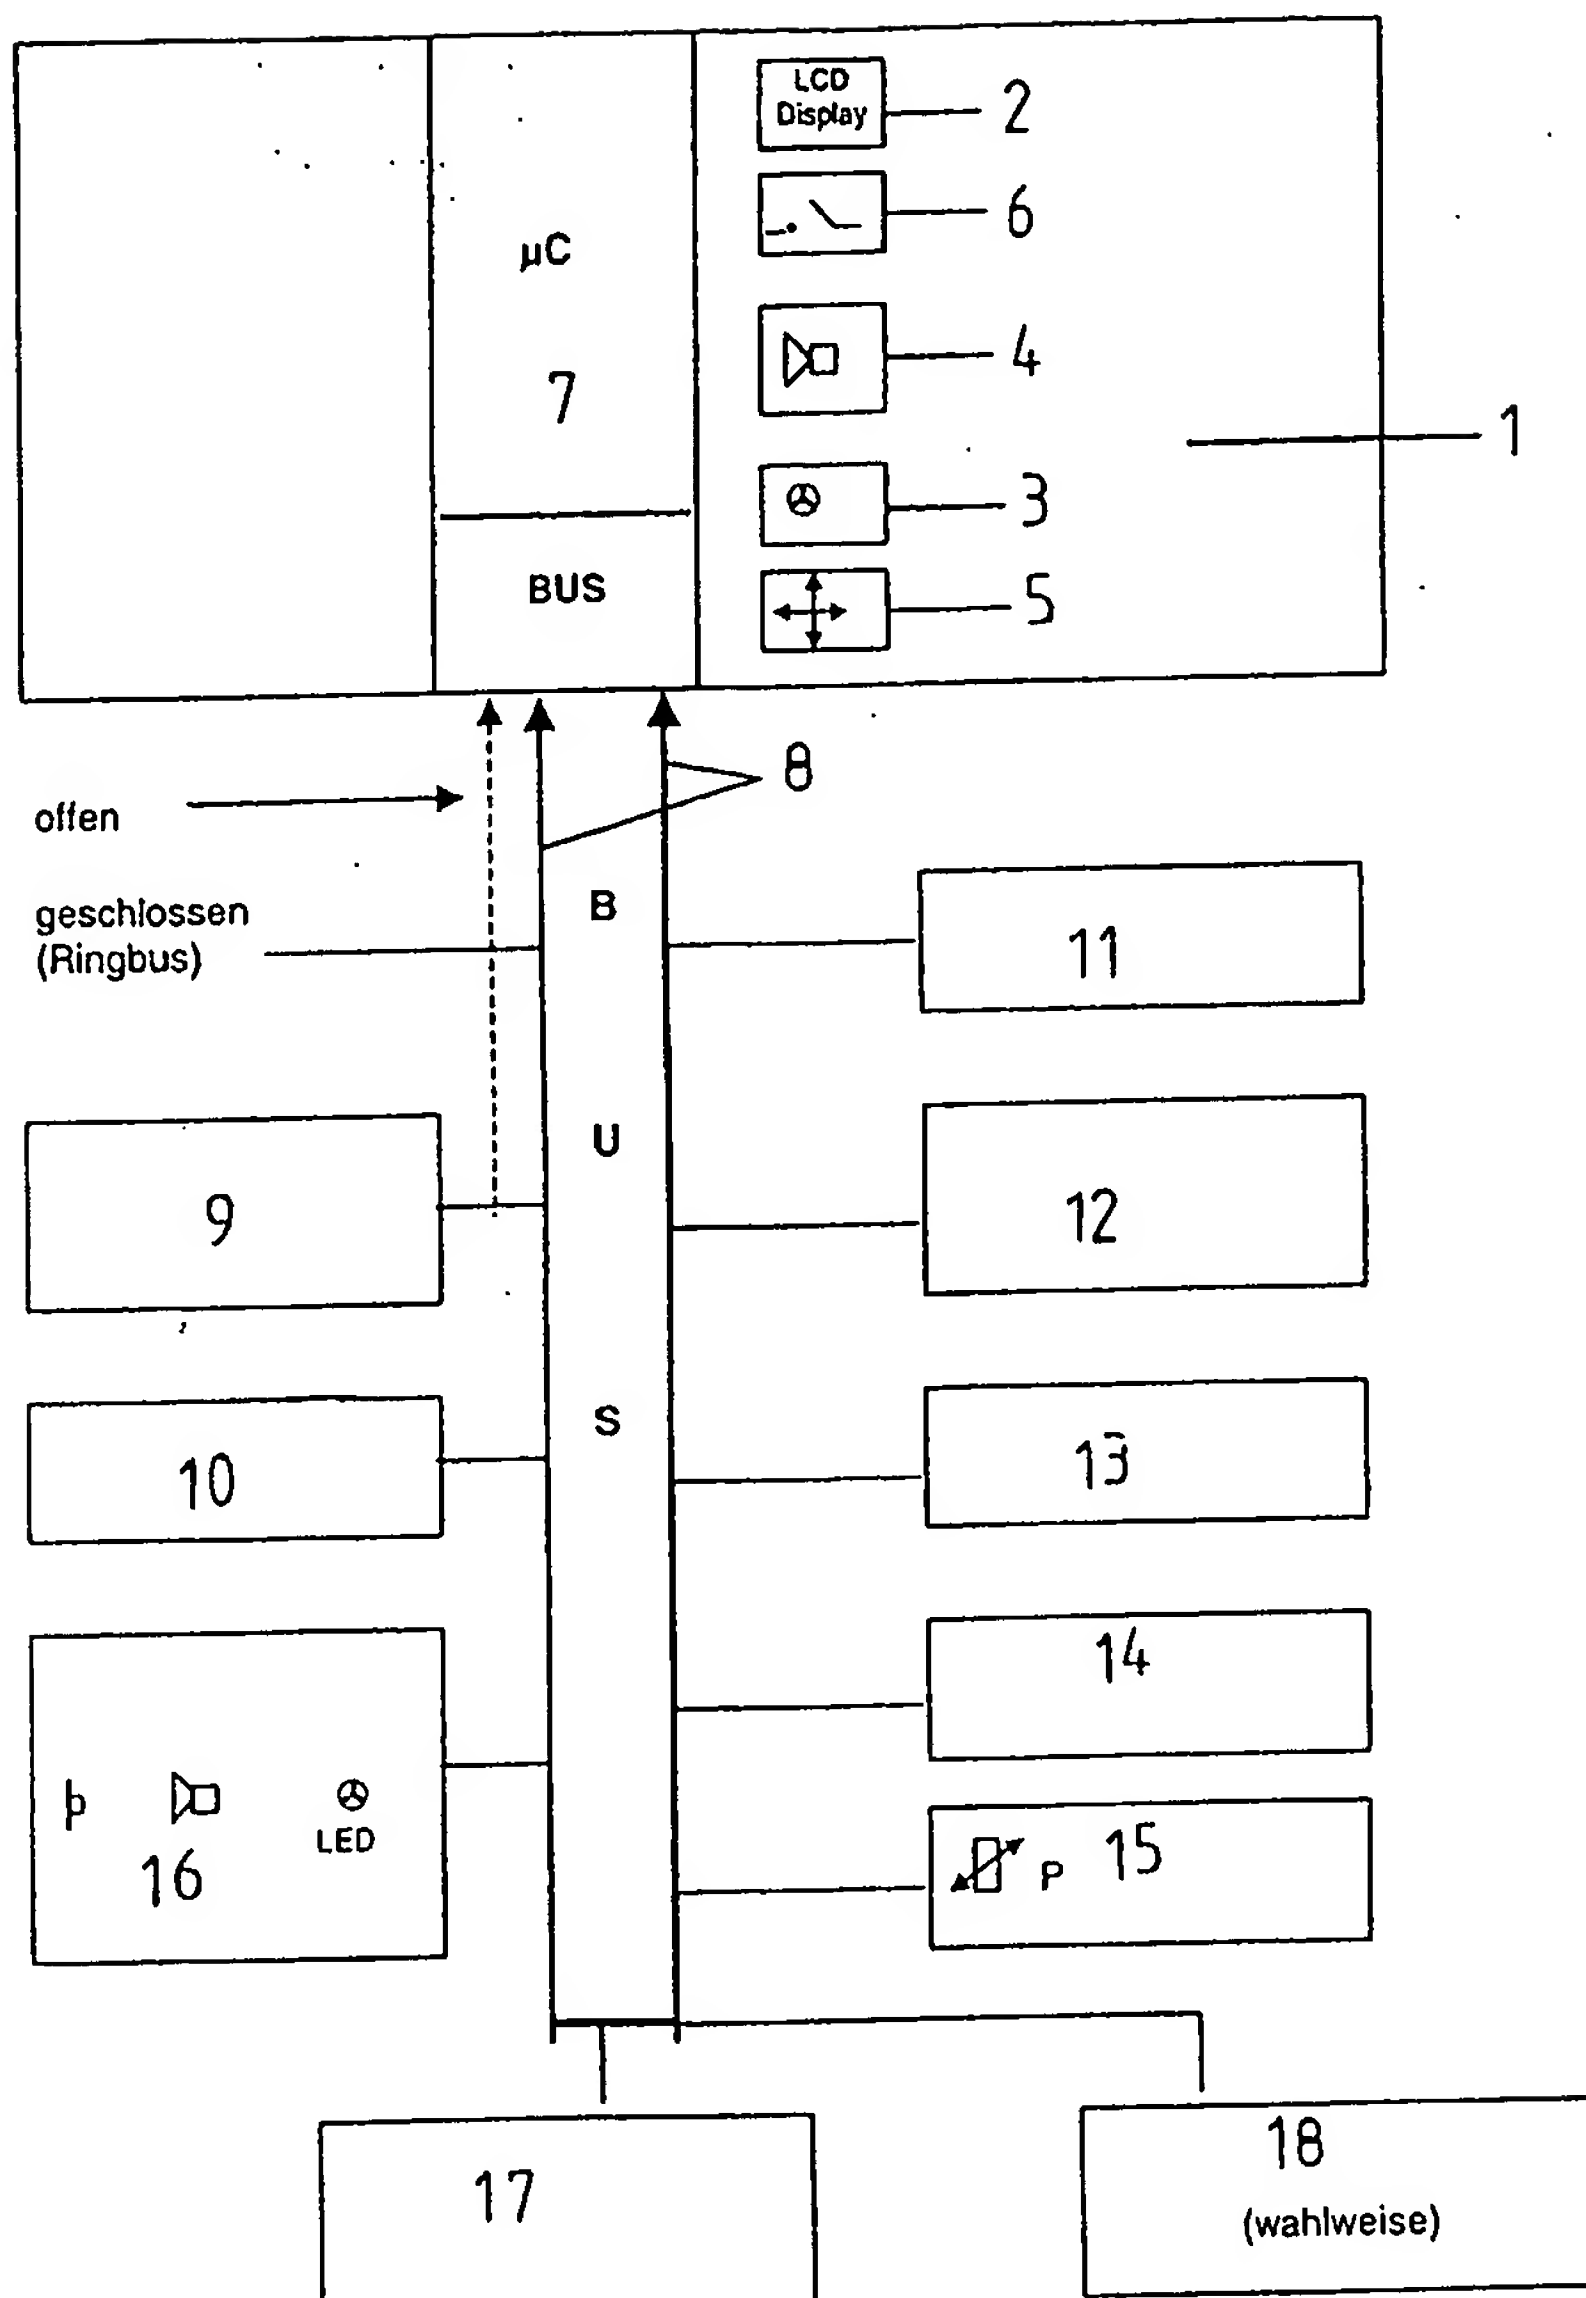 LCD
Display
2
6
µC
4
7
1
3
BUS
5
8
offen
B
geschlossen
(Ringbus)
11
U
9
12
S
10
13
14
LED
16
P 15
17
18
(wahlweise)